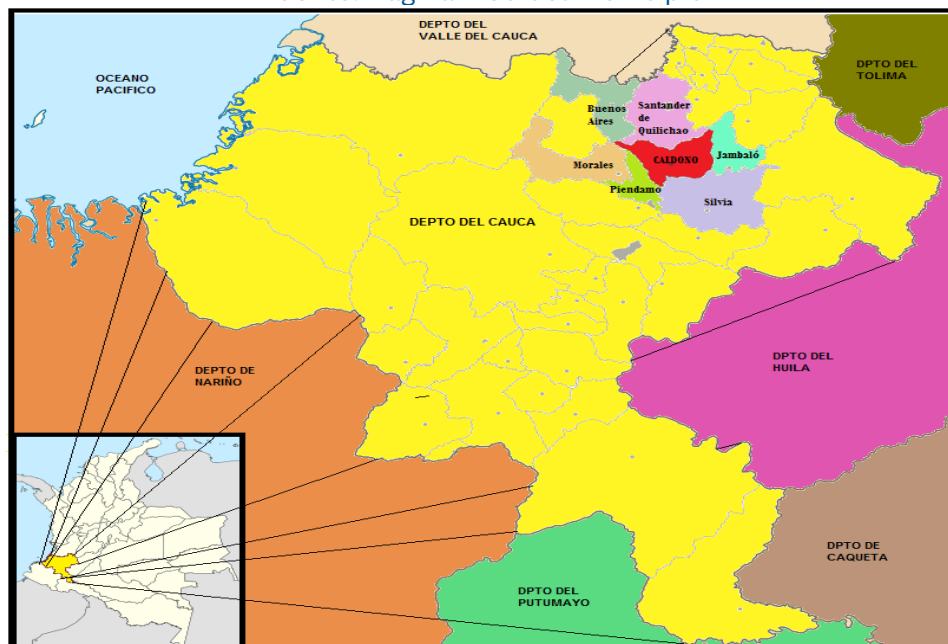 DEPTO DEL
VALLE DEL CAUCA
OCEANO
PACIFICO
DPTO DEL
TOLIMA
Buenos
Aires
Santander
de
Quilichao
Morales
CALDONO
Jambaló
Piendamo
Silvia
DEPTO DEL CAUCA
DEPTO DE
NARIÑO
DPTO DEL
HUILA
DPTO DE
CAQUETA
DPTO DEL
PUTUMAYO